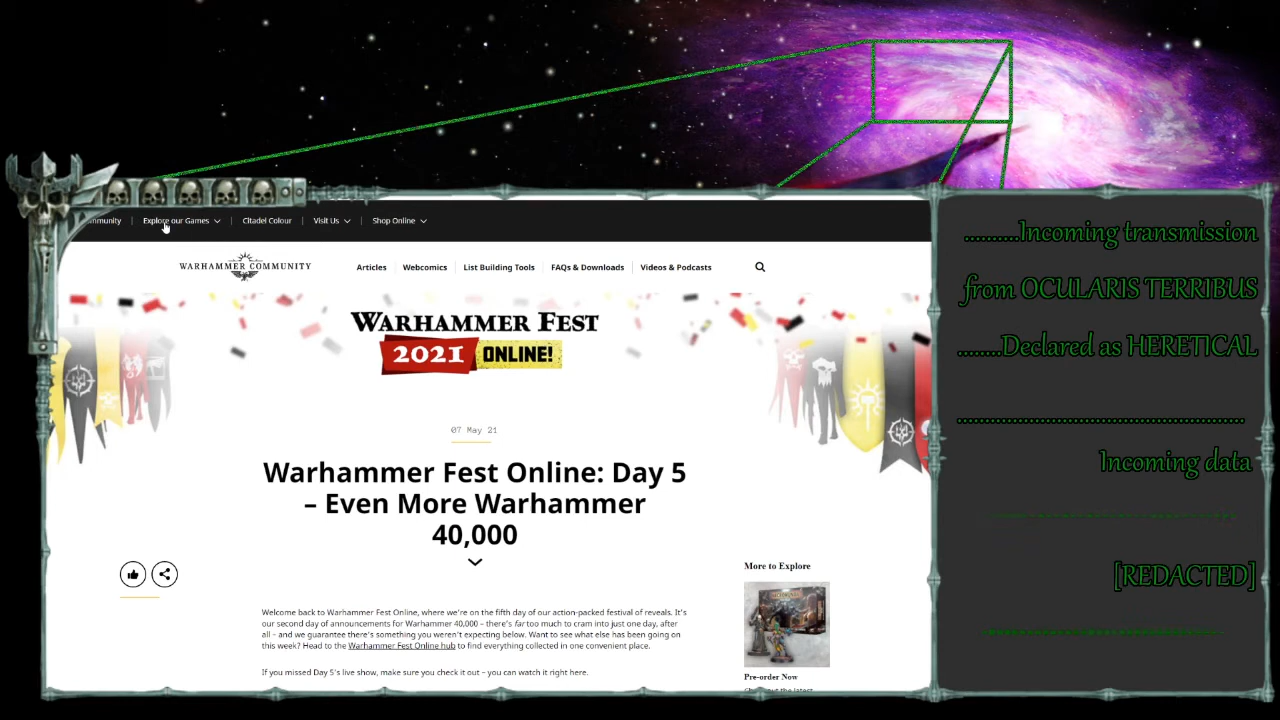 Explore our Games
Citadel Colour
Visit Us
Shop Online
WARHAMMER COMMUNITY
Articles
Webcomics
List Building Tools
FAQs & Downloads
Videos & Podcasts
WARHAMMER FEST
2021 ONLINE!
07 May 21
Warhammer Fest Online: Day 5
– Even More Warhammer
40,000
Welcome back to Warhammer Fest Online, where we're on the fifth day of our action-packed festival of reveals. It's
our second day of announcements for Warhammer 40,000 – there's far too much to cram into just one day, after
all – and we guarantee there's something you weren't expecting below. Want to see what else has been going on
this week? Head to the Warhammer Fest Online hub to find everything collected in one convenient place.
If you missed Day 5's live show, make sure you check it out – you can watch it right here.
More to Explore
Pre-order Now
..........Incoming transmission
from OCULARIS TERRIBUS
........Declared as HERETICAL
Incoming data
[REDACTED]